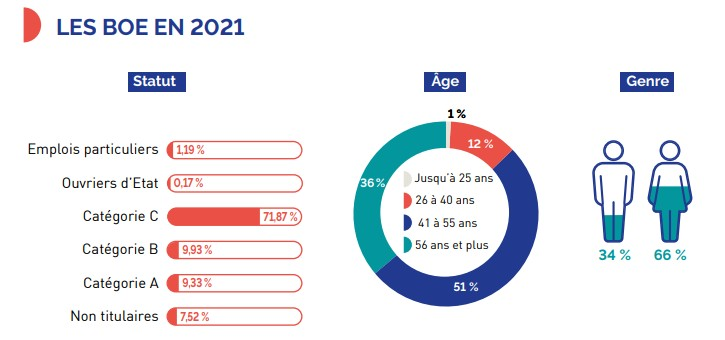 LES BOE EN 2021
Statut
Emplois particuliers 1,19 %
Ouvriers d'Etat 0,17 %
Catégorie C 71,87 %
Catégorie B 9,93 %
Catégorie A 9,33 %
Non titulaires 7,52 %
Âge
1 %
12 %
36 %
Jusqu'à 25 ans
26 à 40 ans
41 à 55 ans
56 ans et plus
51 %
Genre
34 % 66 %